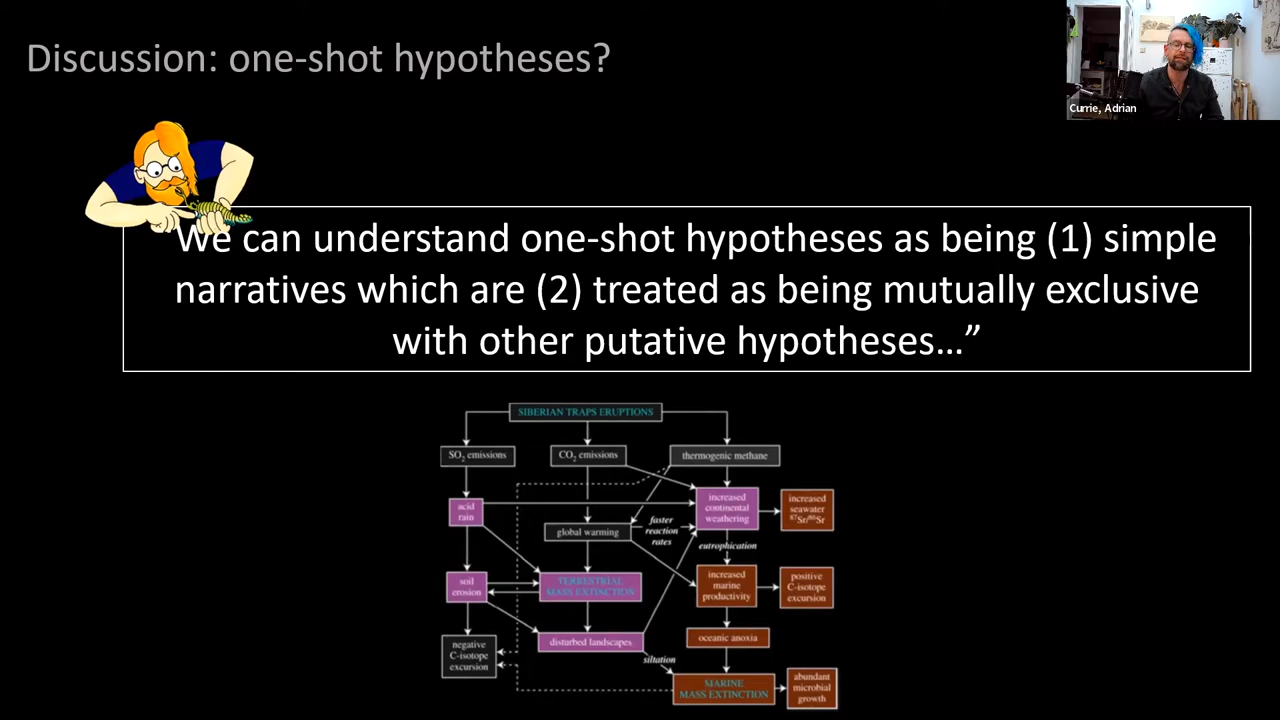 Discussion: one-shot hypotheses?
Currie, Adrian
"We can understand one-shot hypotheses as being (1) simple
narratives which are (2) treated as being mutually exclusive
with other putative hypotheses…”
SIBERIAN TRAPS ERUPTIONS
SO₂ emissions
CO₂ emissions
thermogenic methane
acid
rain
increased
continental
weathering
increased
seawater
⁸⁷Sr/⁸⁶Sr
global warming
faster
reaction
rates
eutrophication
soil
erosion
TERRESTRIAL
MASS EXTINCTION
increased
marine
productivity
positive
C-isotope
excursion
negative
C-isotope
excursion
disturbed landscapes
oceanic anoxia
siltation
MARINE
MASS EXTINCTION
abundant
microbial
growth